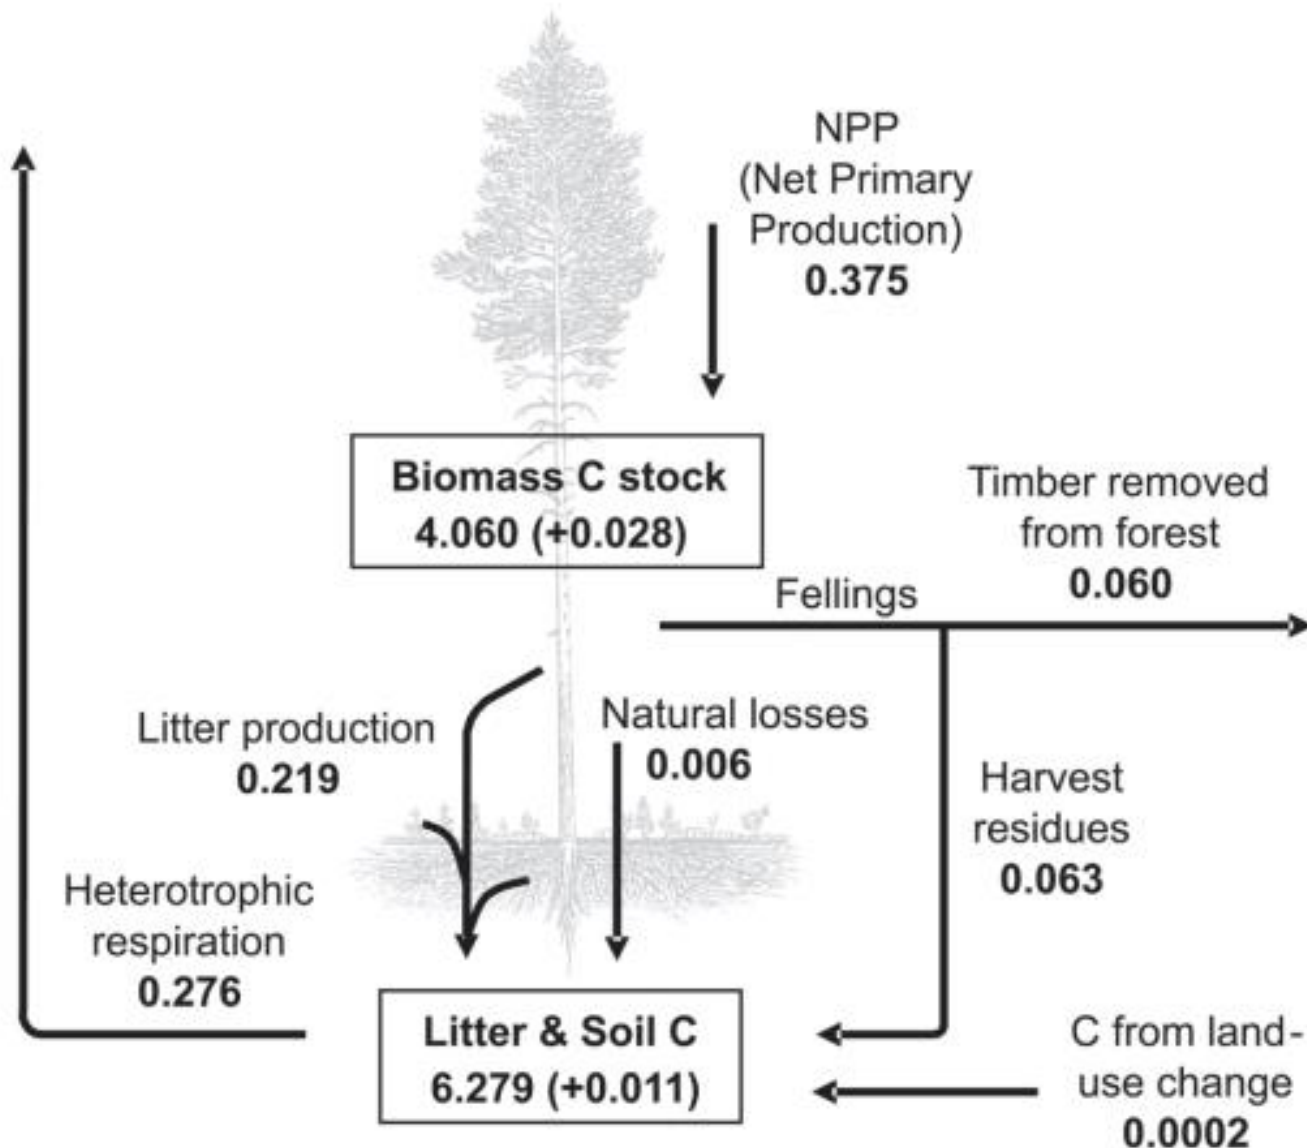 NPP
(Net Primary
Production)
0.375
Biomass C stock
4.060 (+0.028)
Timber removed
from forest
0.060
Fellings
Litter production
0.219
Natural losses
0.006
Harvest
residues
0.063
Heterotrophic
respiration
0.276
Litter & Soil C
6.279 (+0.011)
C from land-
use change
0.0002